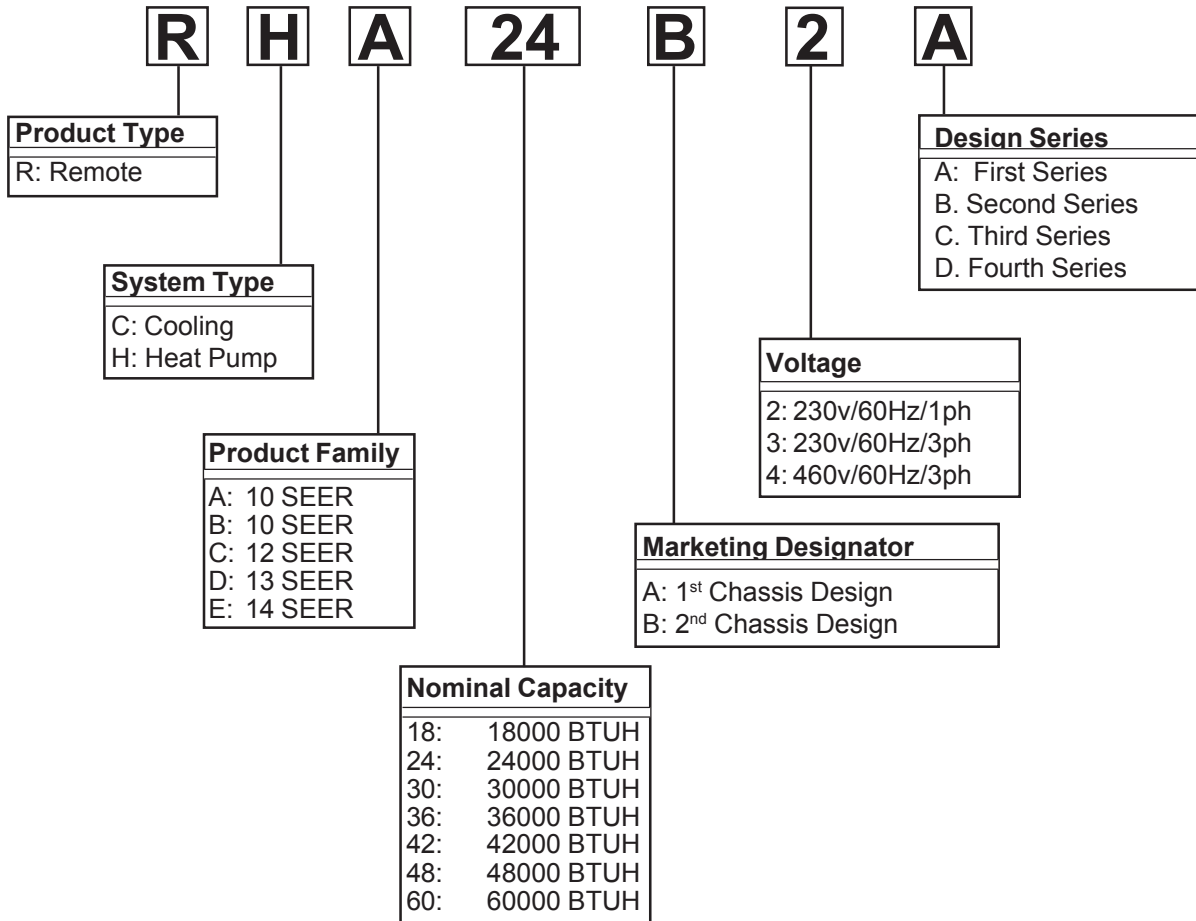 R H A 24 B 2 A
Product Type
R: Remote
System Type
C: Cooling
H: Heat Pump
Product Family
A: 10 SEER
B: 10 SEER
C: 12 SEER
D: 13 SEER
E: 14 SEER
Nominal Capacity
18: 18000 BTUH
24: 24000 BTUH
30: 30000 BTUH
36: 36000 BTUH
42: 42000 BTUH
48: 48000 BTUH
60: 60000 BTUH
Marketing Designator
A: 1st Chassis Design
B: 2nd Chassis Design
Voltage
2: 230v/60Hz/1ph
3: 230v/60Hz/3ph
4: 460v/60Hz/3ph
Design Series
A: First Series
B. Second Series
C. Third Series
D. Fourth Series